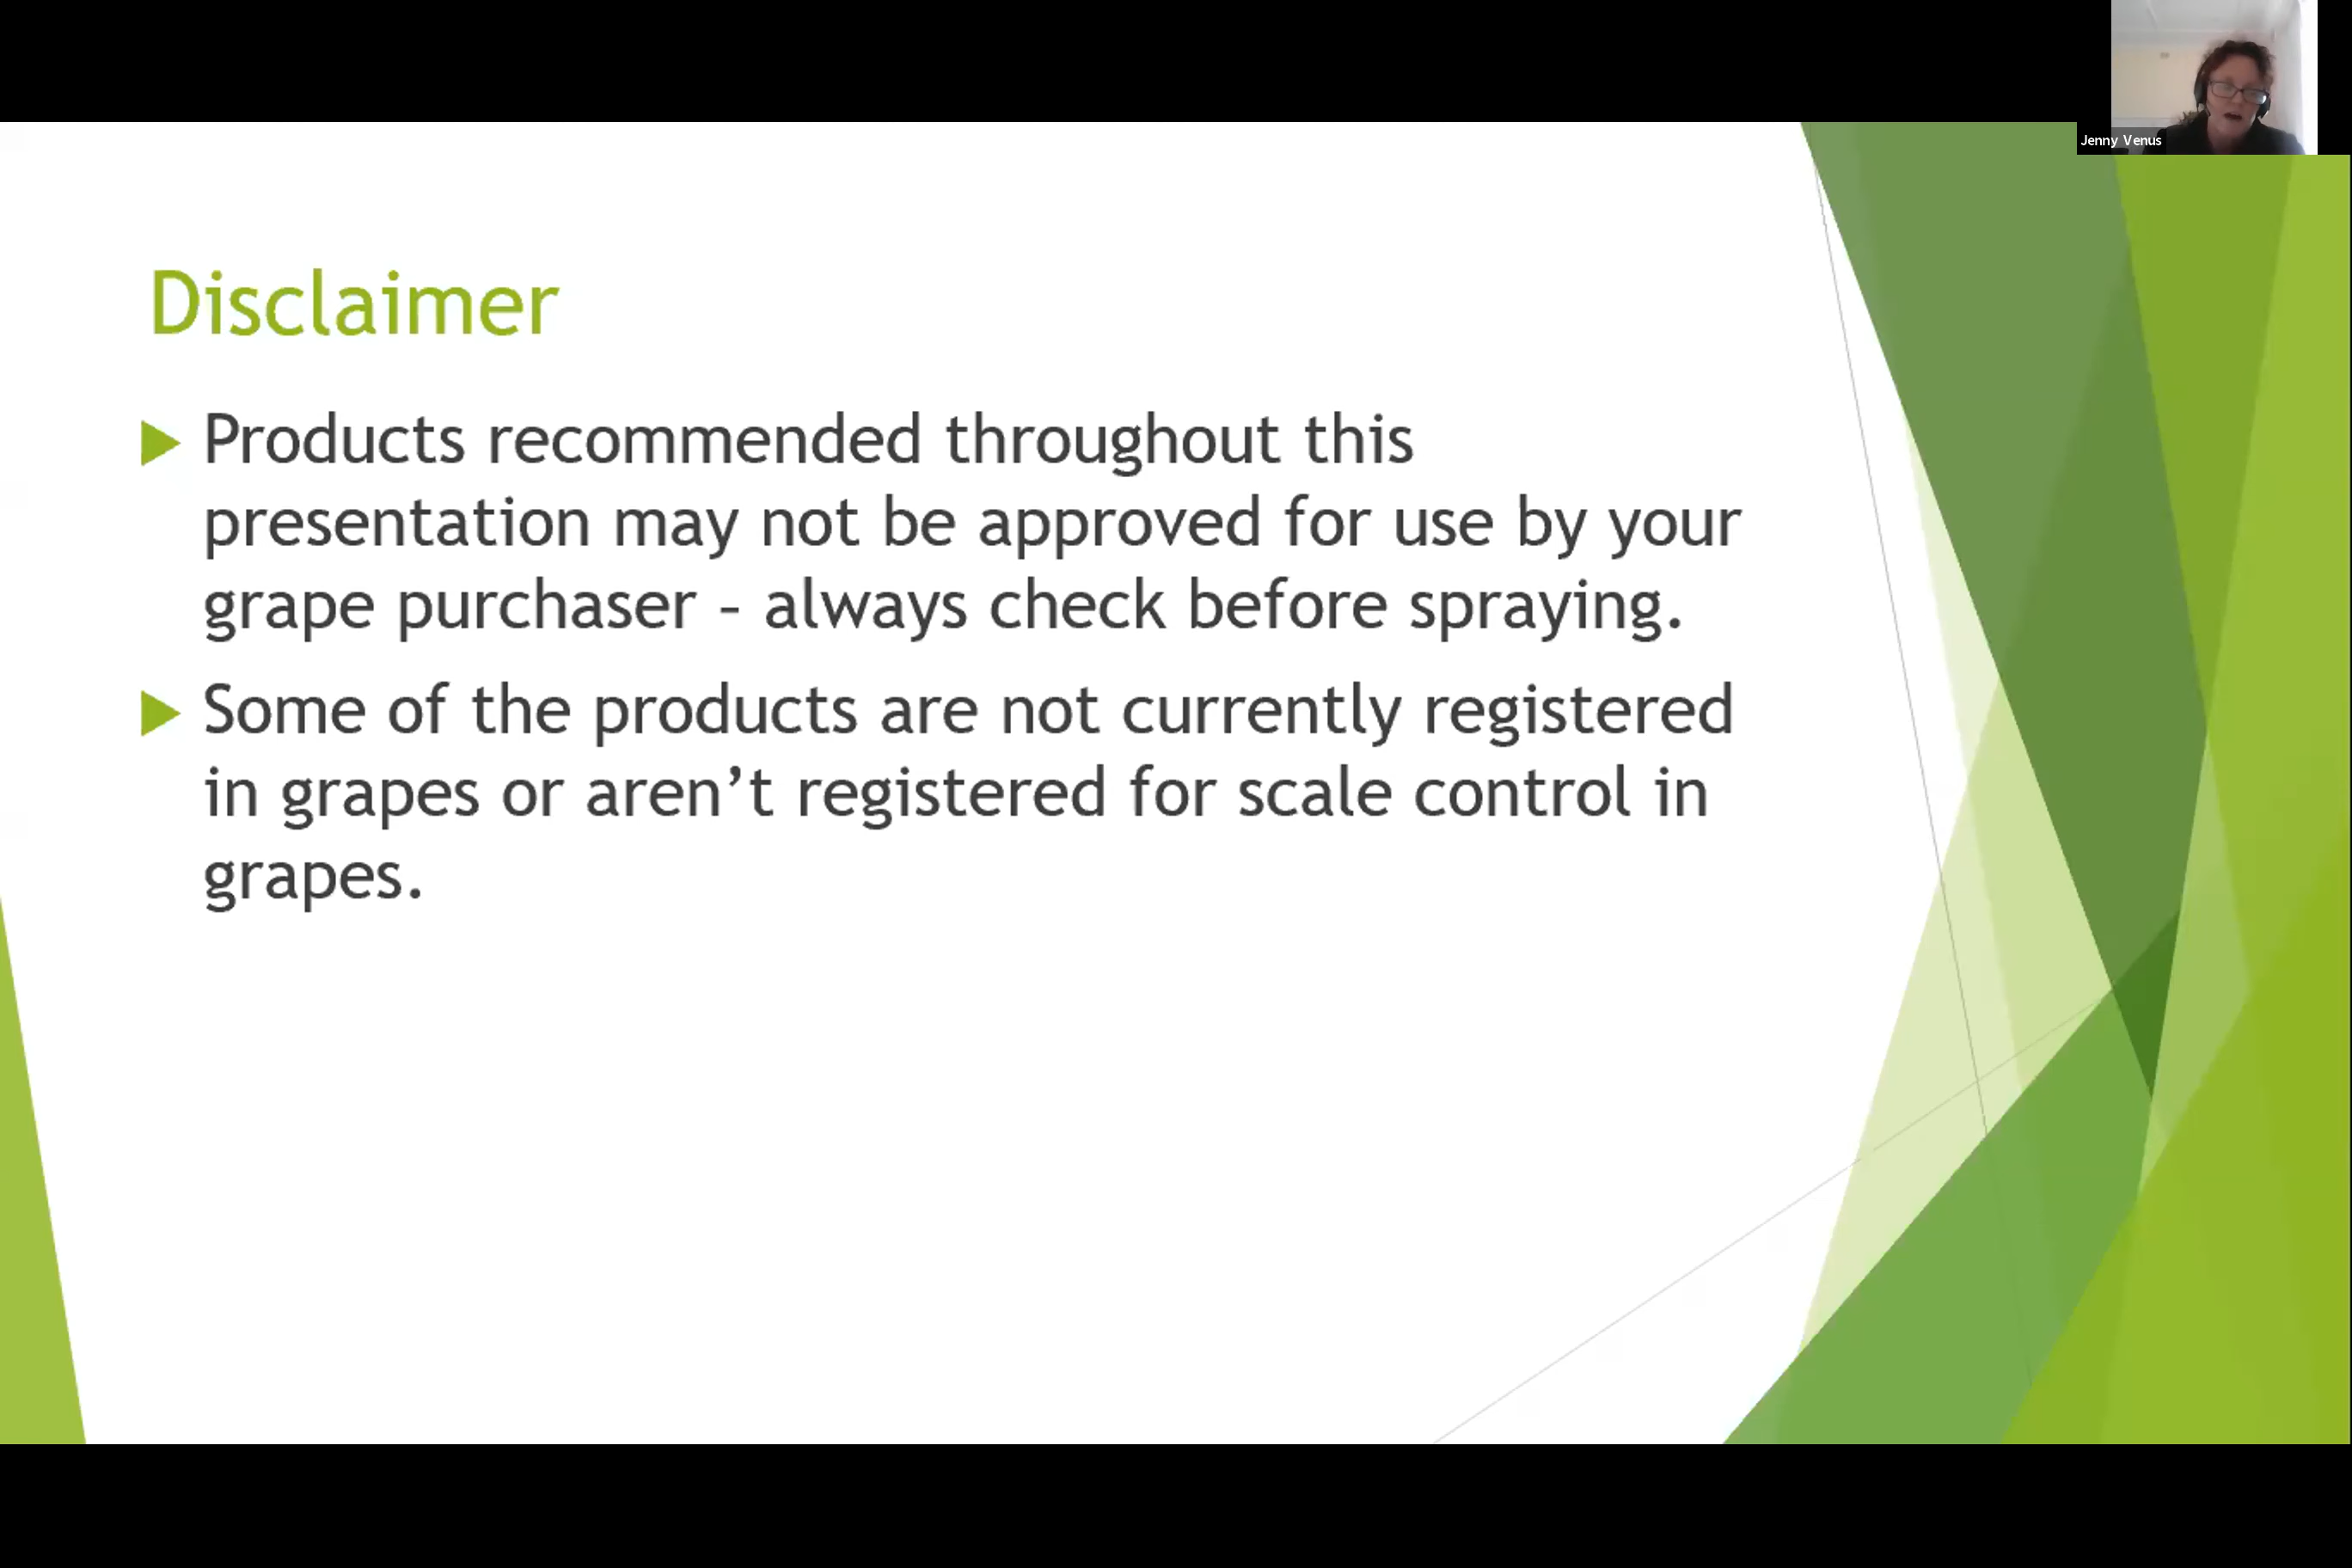 Jenny Venus
Disclaimer
Products recommended throughout this
presentation may not be approved for use by your
grape purchaser – always check before spraying.
Some of the products are not currently registered
in grapes or aren’t registered for scale control in
grapes.